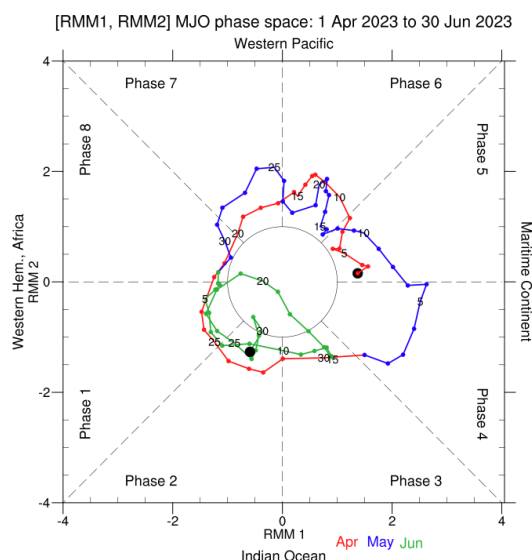 [RMM1, RMM2] MJO phase space: 1 Apr 2023 to 30 Jun 2023
Western Pacific
4
Phase 7
Phase 6
Phase 8
Phase 5
25
20
10
2
15
15
10
30
20
5
Western Hem., Africa
RMM 2
0
20
Maritime Continent
5
5
30
25
25
10
30
15
-2
Phase 1
Phase 4
Phase 2
Phase 3
-4
-4
-2
0
2
4
RMM 1
Apr May Jun
Indian Ocean